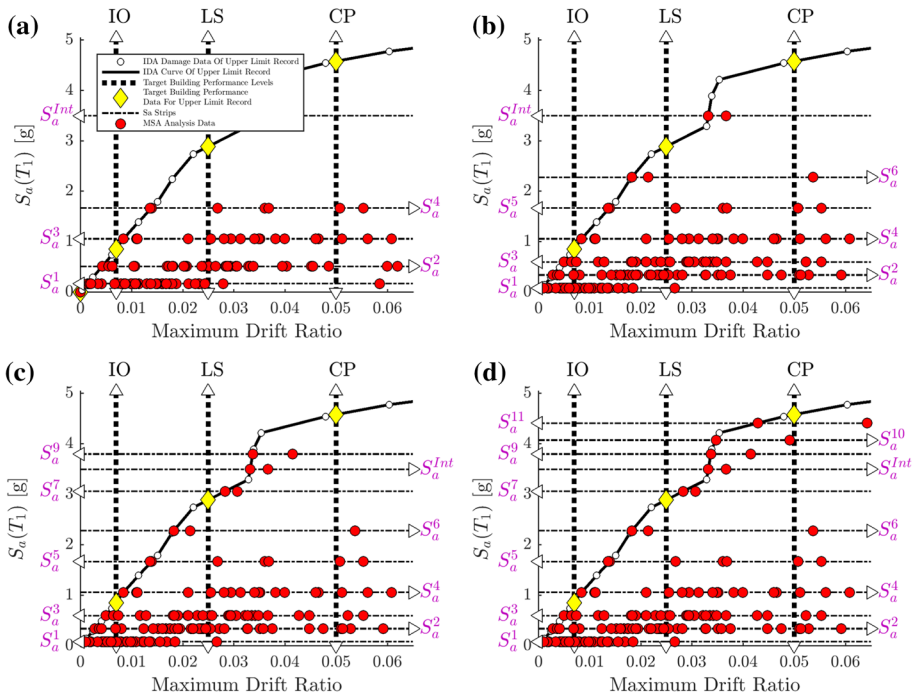 (a)
IO LS CP
IDA Damage Data Of Upper Limit Record
IDA Curve Of Upper Limit Record
Target Building Performance Levels
Target Building Performance
Data For Upper Limit Record
Sa Strips
MSA Analysis Data
S_a(T_1) [g]
5
3
2
1
0
S_a^{Int}
S_a^4
S_a^3
S_a^2
S_a^1
0 0.01 0.02 0.03 0.04 0.05 0.06
Maximum Drift Ratio
(b)
IO LS CP
S_a(T_1) [g]
5
4
3
2
1
0
S_a^{Int}
S_a^6
S_a^5
S_a^4
S_a^3
S_a^2
S_a^1
0 0.01 0.02 0.03 0.04 0.05 0.06
Maximum Drift Ratio
(c)
IO LS CP
S_a(T_1) [g]
5
4
3
2
1
0
S_a^9
S_a^{Int}
S_a^7
S_a^6
S_a^5
S_a^4
S_a^3
S_a^2
S_a^1
0 0.01 0.02 0.03 0.04 0.05 0.06
Maximum Drift Ratio
(d)
IO LS CP
S_a(T_1) [g]
5
4
3
2
1
0
S_a^{11}
S_a^{10}
S_a^9
S_a^{Int}
S_a^7
S_a^6
S_a^5
S_a^4
S_a^3
S_a^2
S_a^1
0 0.01 0.02 0.03 0.04 0.05 0.06
Maximum Drift Ratio